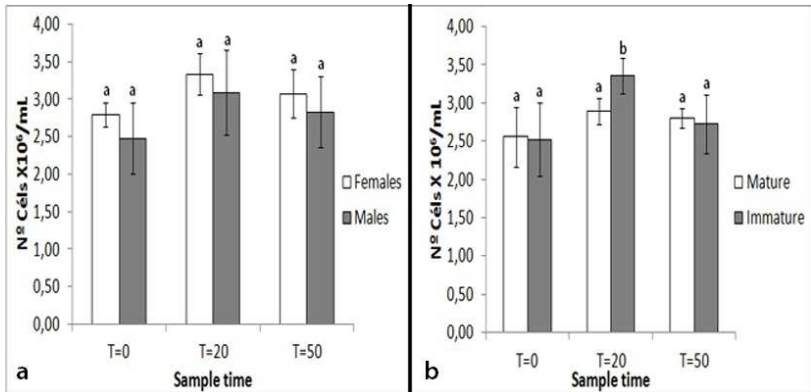 4,00
3,50
3,00
2,50
2,00
1,50
1,00
0,50
0,00
Nº Céls X10⁶/mL
a a a a a a
Females
Males
T=0 T=20 T=50
Sample time
a
4,00
3,50
3,00
2,50
2,00
1,50
1,00
0,50
0,00
Nº Céls X 10⁶/mL
a a a b a a
Mature
Immature
T=0 T=20 T=50
Sample time
b